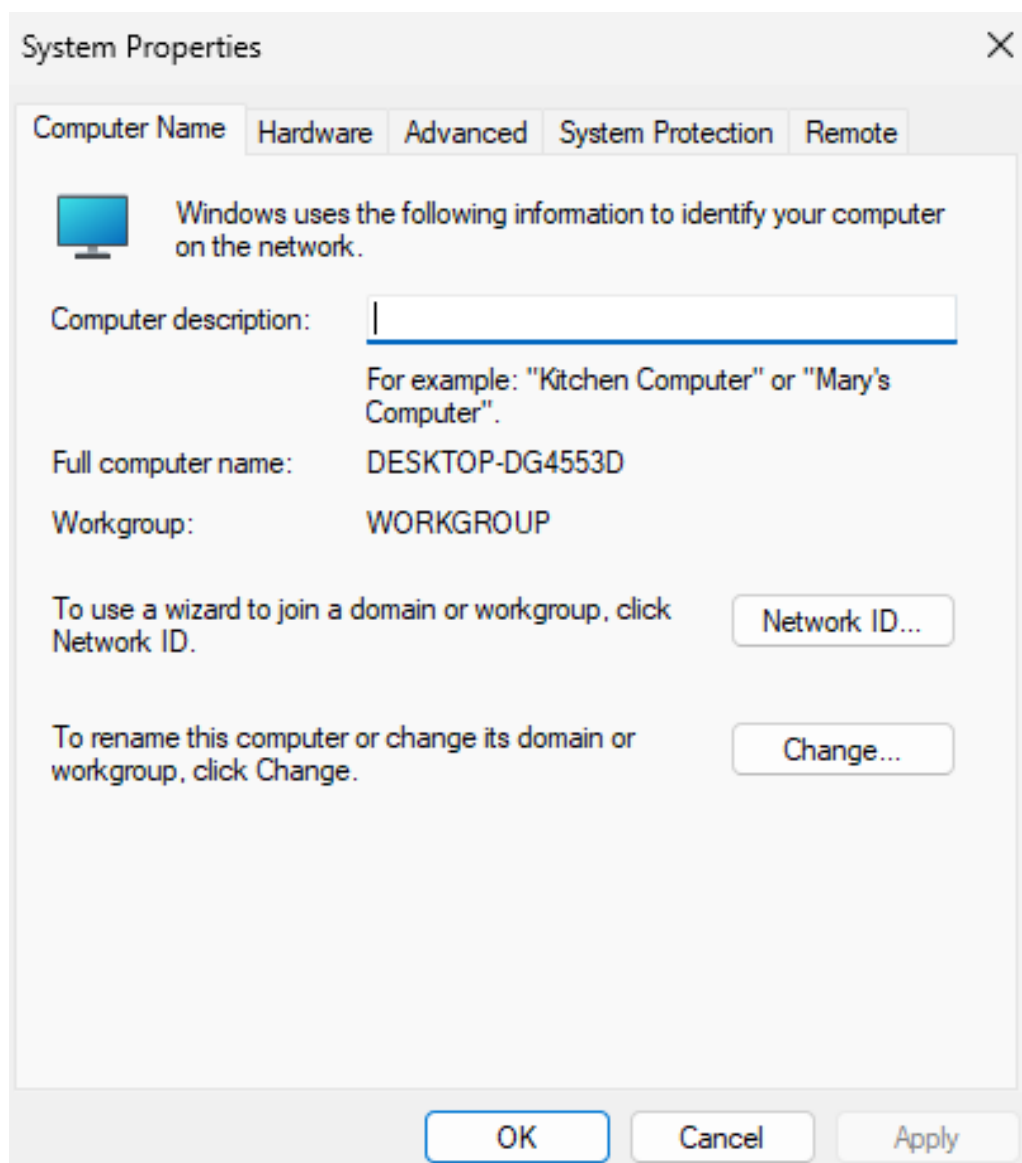 System Properties
Computer Name
Hardware
Advanced
System Protection
Remote
Windows uses the following information to identify your computer
on the network.
Computer description:
For example: "Kitchen Computer" or "Mary's
Computer".
Full computer name: DESKTOP-DG4553D
Workgroup: WORKGROUP
To use a wizard to join a domain or workgroup, click
Network ID.
Network ID...
To rename this computer or change its domain or
workgroup, click Change.
Change...
OK
Cancel
Apply